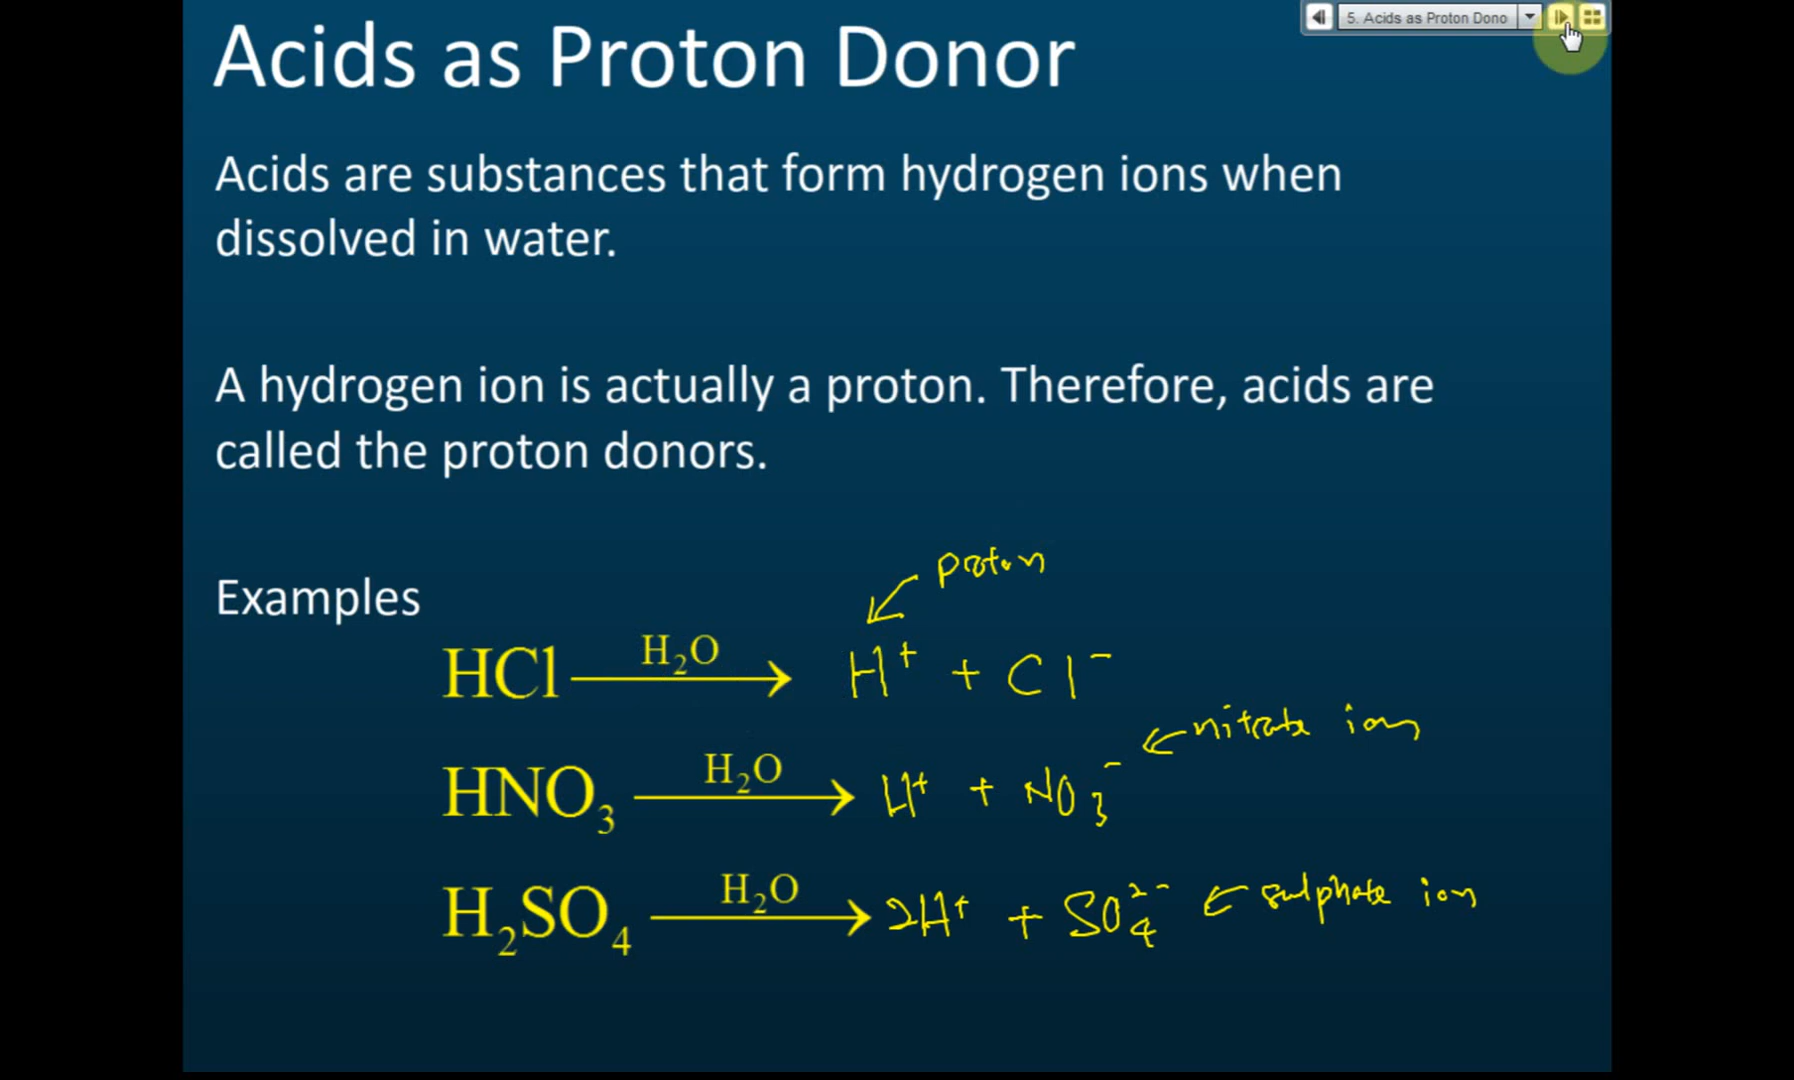 5. Acids as Proton Dono
Acids as Proton Donor
Acids are substances that form hydrogen ions when
dissolved in water.
A hydrogen ion is actually a proton. Therefore, acids are
called the proton donors.
Examples
proton
HCl —H₂O→ H⁺ + Cl⁻
nitrate ion
HNO₃ —H₂O→ H⁺ + NO₃⁻
H₂SO₄ —H₂O→ 2H⁺ + SO₄²⁻ ← sulphate ion